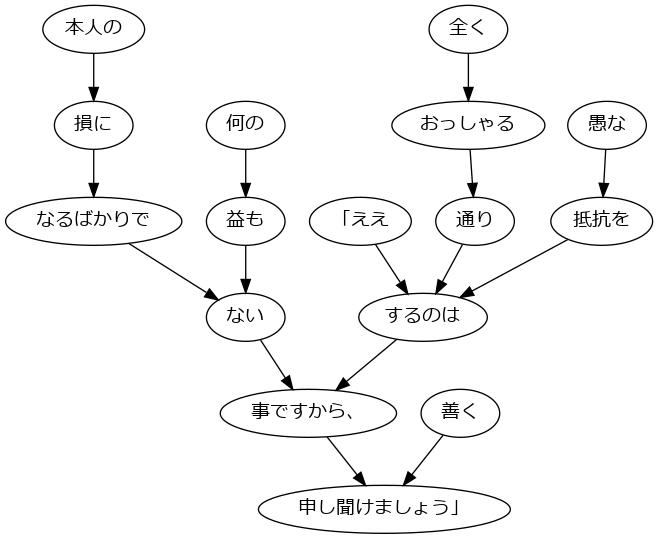 本人の
全く
損に
何の
おっしゃる
愚な
なるばかりで
益も
「ええ
通り
抵抗を
ない
するのは
事ですから、
善く
申し聞けましょう」